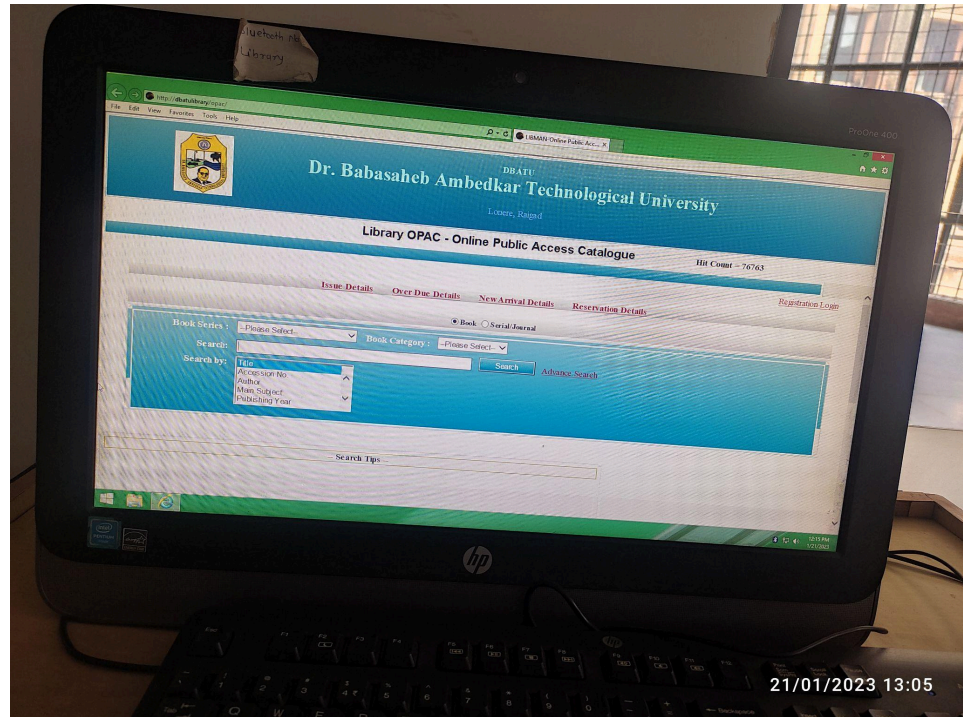 Bluetooth
Library
ProOne 400
http://dbatulibrary/opac/
LIBMAN-Online Public Acc... x
File Edit View Favorites Tools Help
DBATU
Dr. Babasaheb Ambedkar Technological University
Lonere, Raigad
Library OPAC - Online Public Access Catalogue
Hit Count = 76763
Issue Details Over Due Details New Arrival Details Reservation Details
Registration Login
Book Serial/Journal
Book Series : --Please Select-- Book Category : --Please Select--
Search: Search Advance Search
Search by: Title
Accession No
Author
Main Subject
Publishing Year
Search Tips
12:15 PM
1/21/2023
intel
hp
21/01/2023 13:05